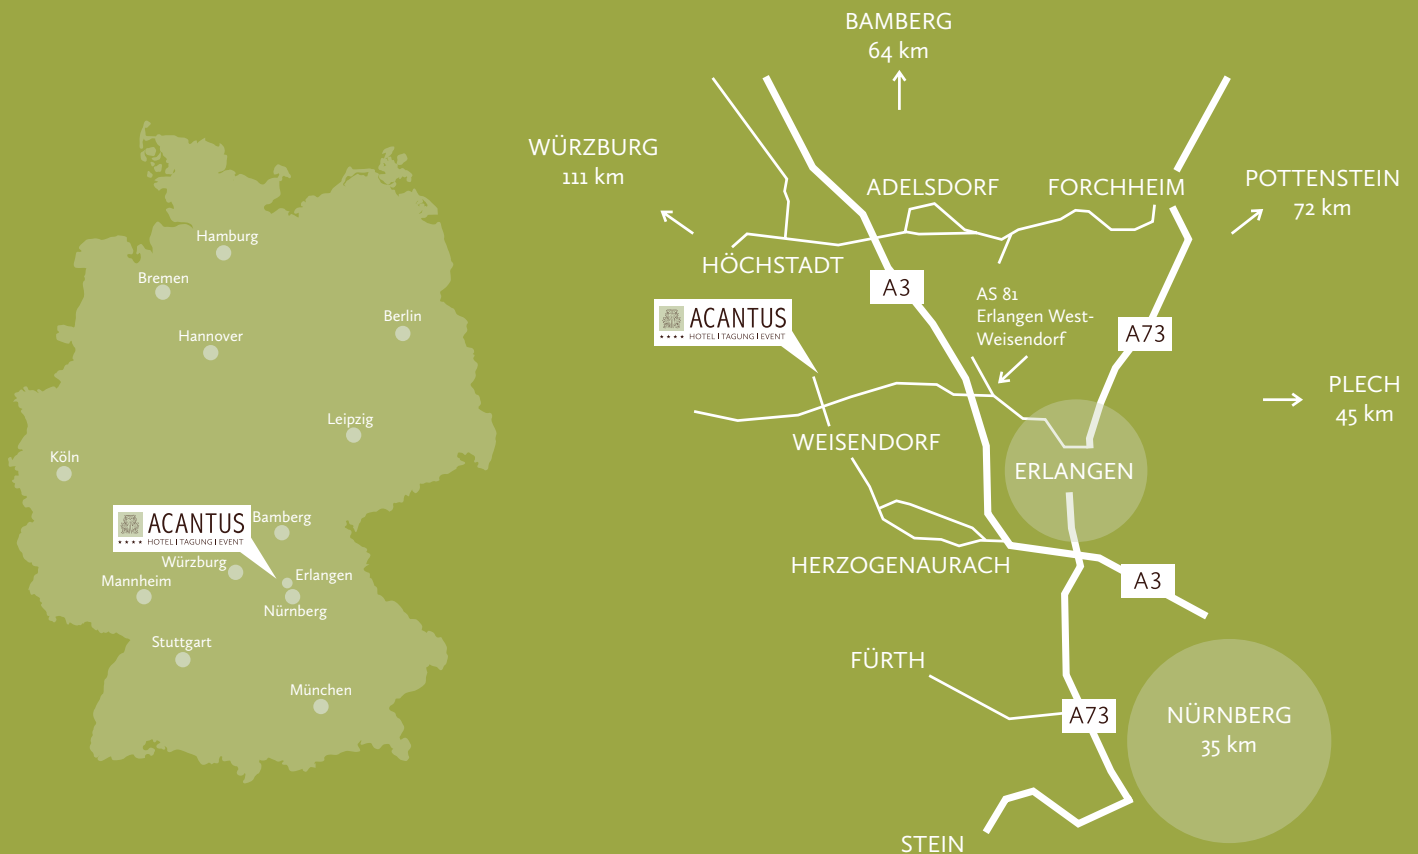 Hamburg
Bremen
Berlin
Hannover
Leipzig
Köln
ACANTUS
★★★★ HOTEL | TAGUNG | EVENT
Bamberg
Würzburg
Erlangen
Mannheim
Nürnberg
Stuttgart
München
BAMBERG
64 km
WÜRZBURG
111 km
ADELSDORF
FORCHHEIM
POTTENSTEIN
72 km
HÖCHSTADT
A3
AS 81
Erlangen West-
Weisendorf
ACANTUS
★★★★ HOTEL | TAGUNG | EVENT
A73
PLECH
45 km
WEISENDORF
ERLANGEN
HERZOGENAURACH
A3
FÜRTH
A73
NÜRNBERG
35 km
STEIN